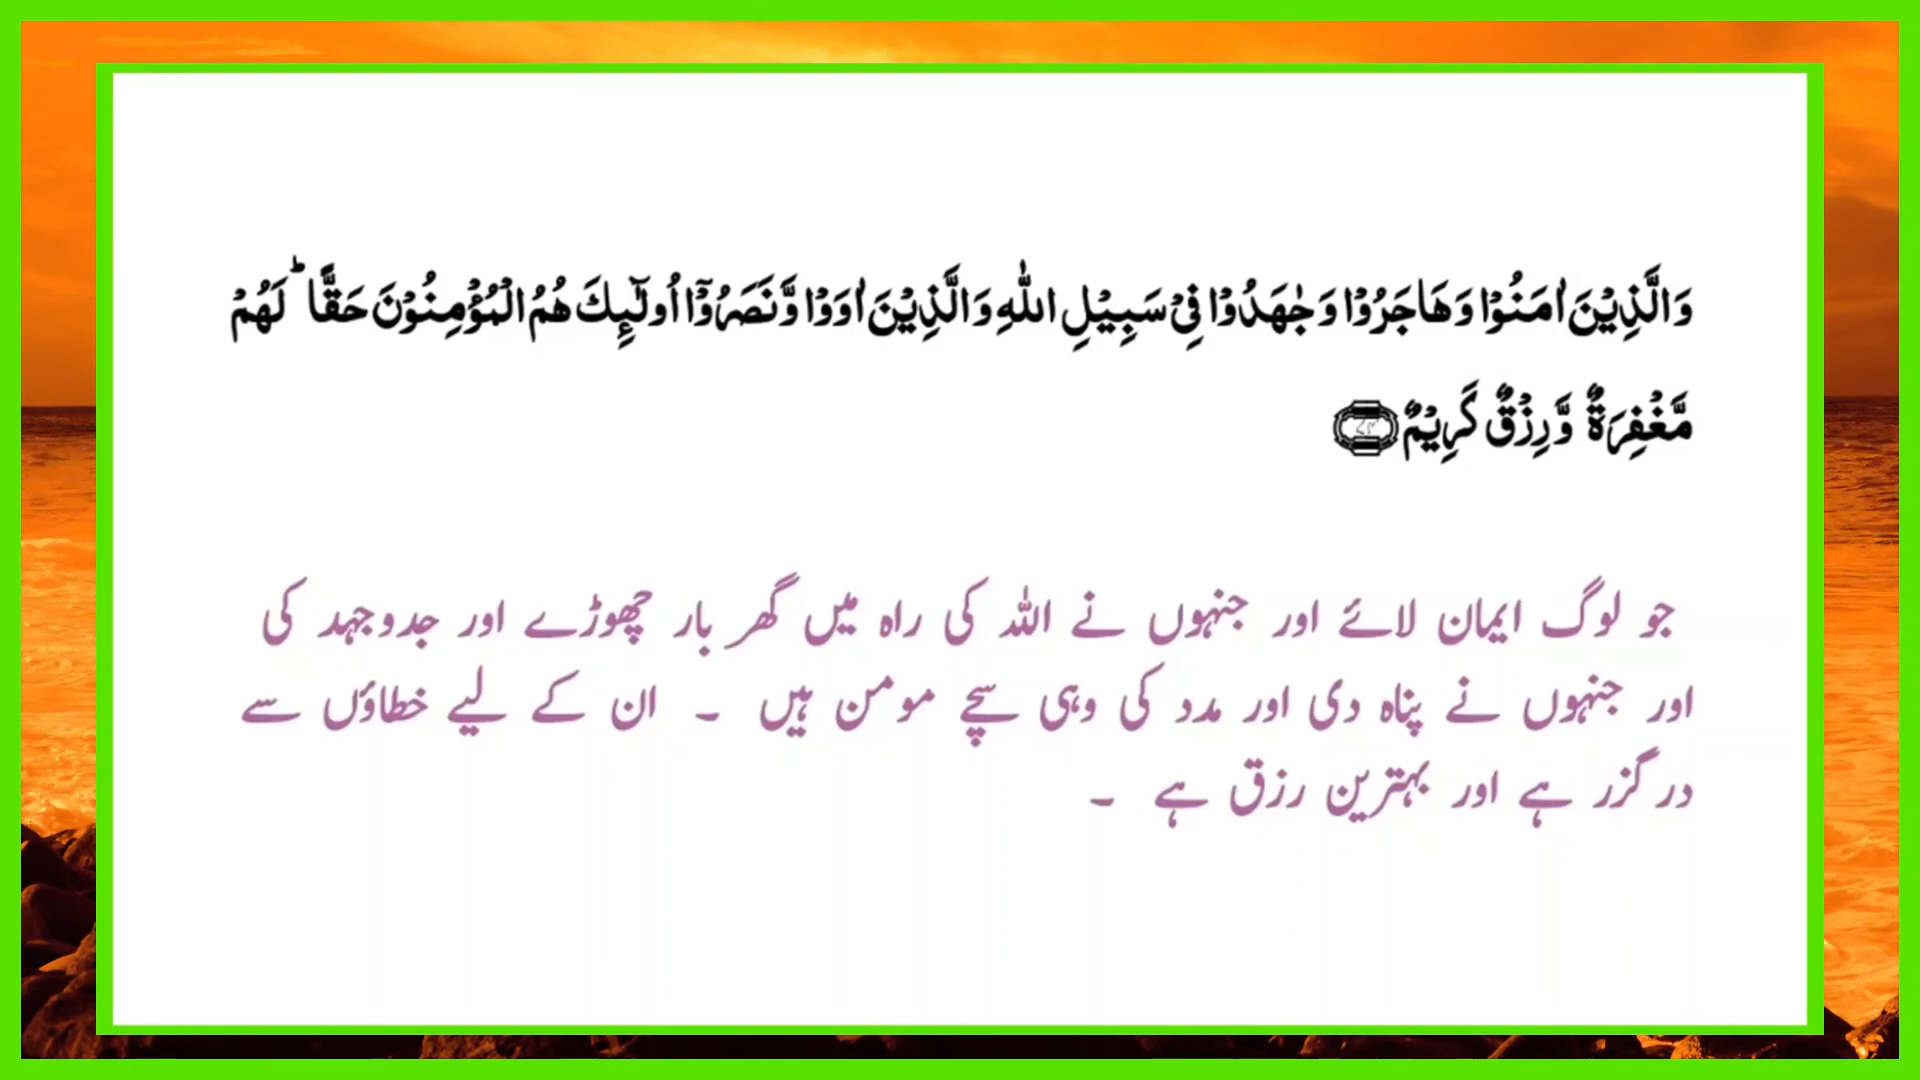 وَالَّذِيْنَ اٰمَنُوْا وَهَاجَرُوْا وَجٰهَدُوْا فِيْ سَبِيْلِ اللّٰهِ وَالَّذِيْنَ اٰوَوْا وَّنَصَرُوْٓا اُولٰٓئِكَ هُمُ الْمُؤْمِنُوْنَ حَقًّا ؕ لَهُمْ
مَّغْفِرَةٌ وَّرِزْقٌ كَرِيْمٌ ﴿۷۴﴾
جو لوگ ایمان لائے اور جنہوں نے اللہ کی راہ میں گھر بار چھوڑے اور جدوجہد کی
اور جنہوں نے پناہ دی اور مدد کی وہی سچے مومن ہیں ۔ ان کے لیے خطاؤں سے
درگزر ہے اور بہترین رزق ہے ۔